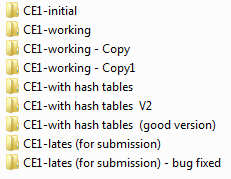 CE1-initial
CE1-working
CE1-working - Copy
CE1-working - Copy1
CE1-with hash tables
CE1-with hash tables  V2
CE1-with hash tables  (good version)
CE1-lates (for submission)
CE1-lates (for submission) - bug fixed